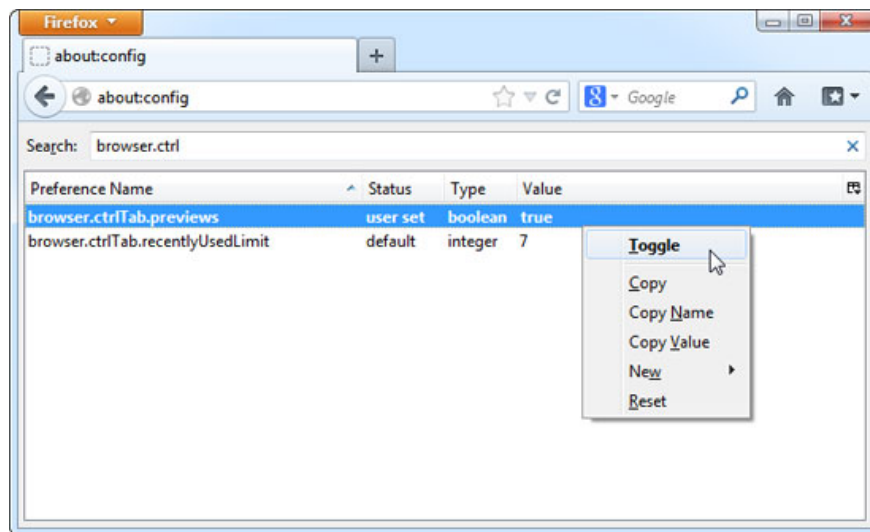 Firefox
about:config
about:config Google
Search: browser.ctrl
Preference Name Status Type Value
browser.ctrlTab.previews user set boolean true
browser.ctrlTab.recentlyUsedLimit default integer 7
Toggle
Copy
Copy Name
Copy Value
New
Reset